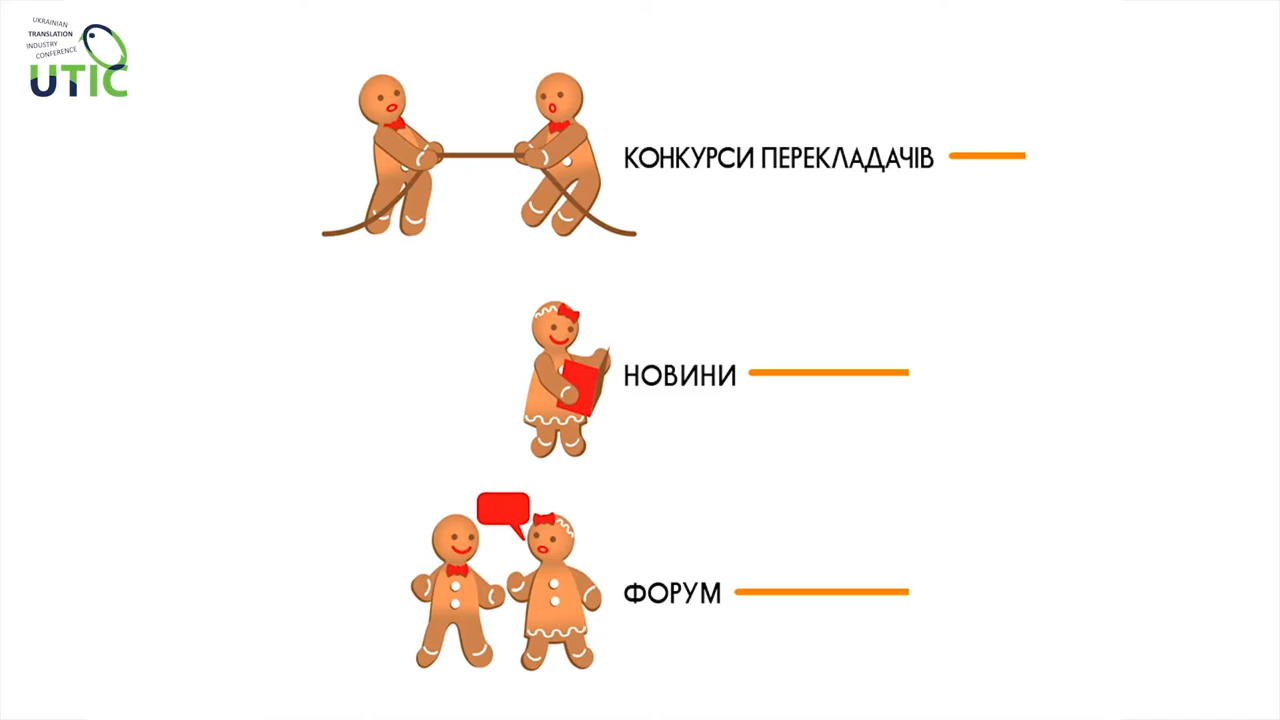 UKRAINIAN
TRANSLATION
INDUSTRY
CONFERENCE
UTIC
КОНКУРСИ ПЕРЕКЛАДАЧІВ
НОВИНИ
ФОРУМ